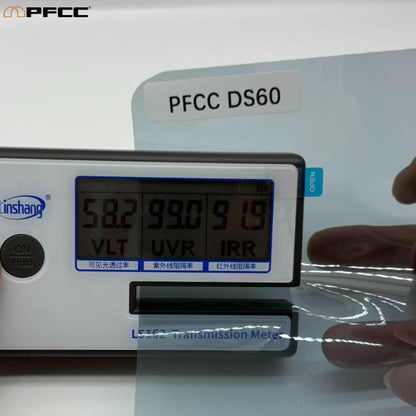 PFCC
PFCC DS60
OPEN
Linshang®
58.2 99.0 91.9
VLT UVR IRR
可见光透过率 紫外线阻隔率 红外线阻隔率
ON
Hold
LS162 Transmission Meter